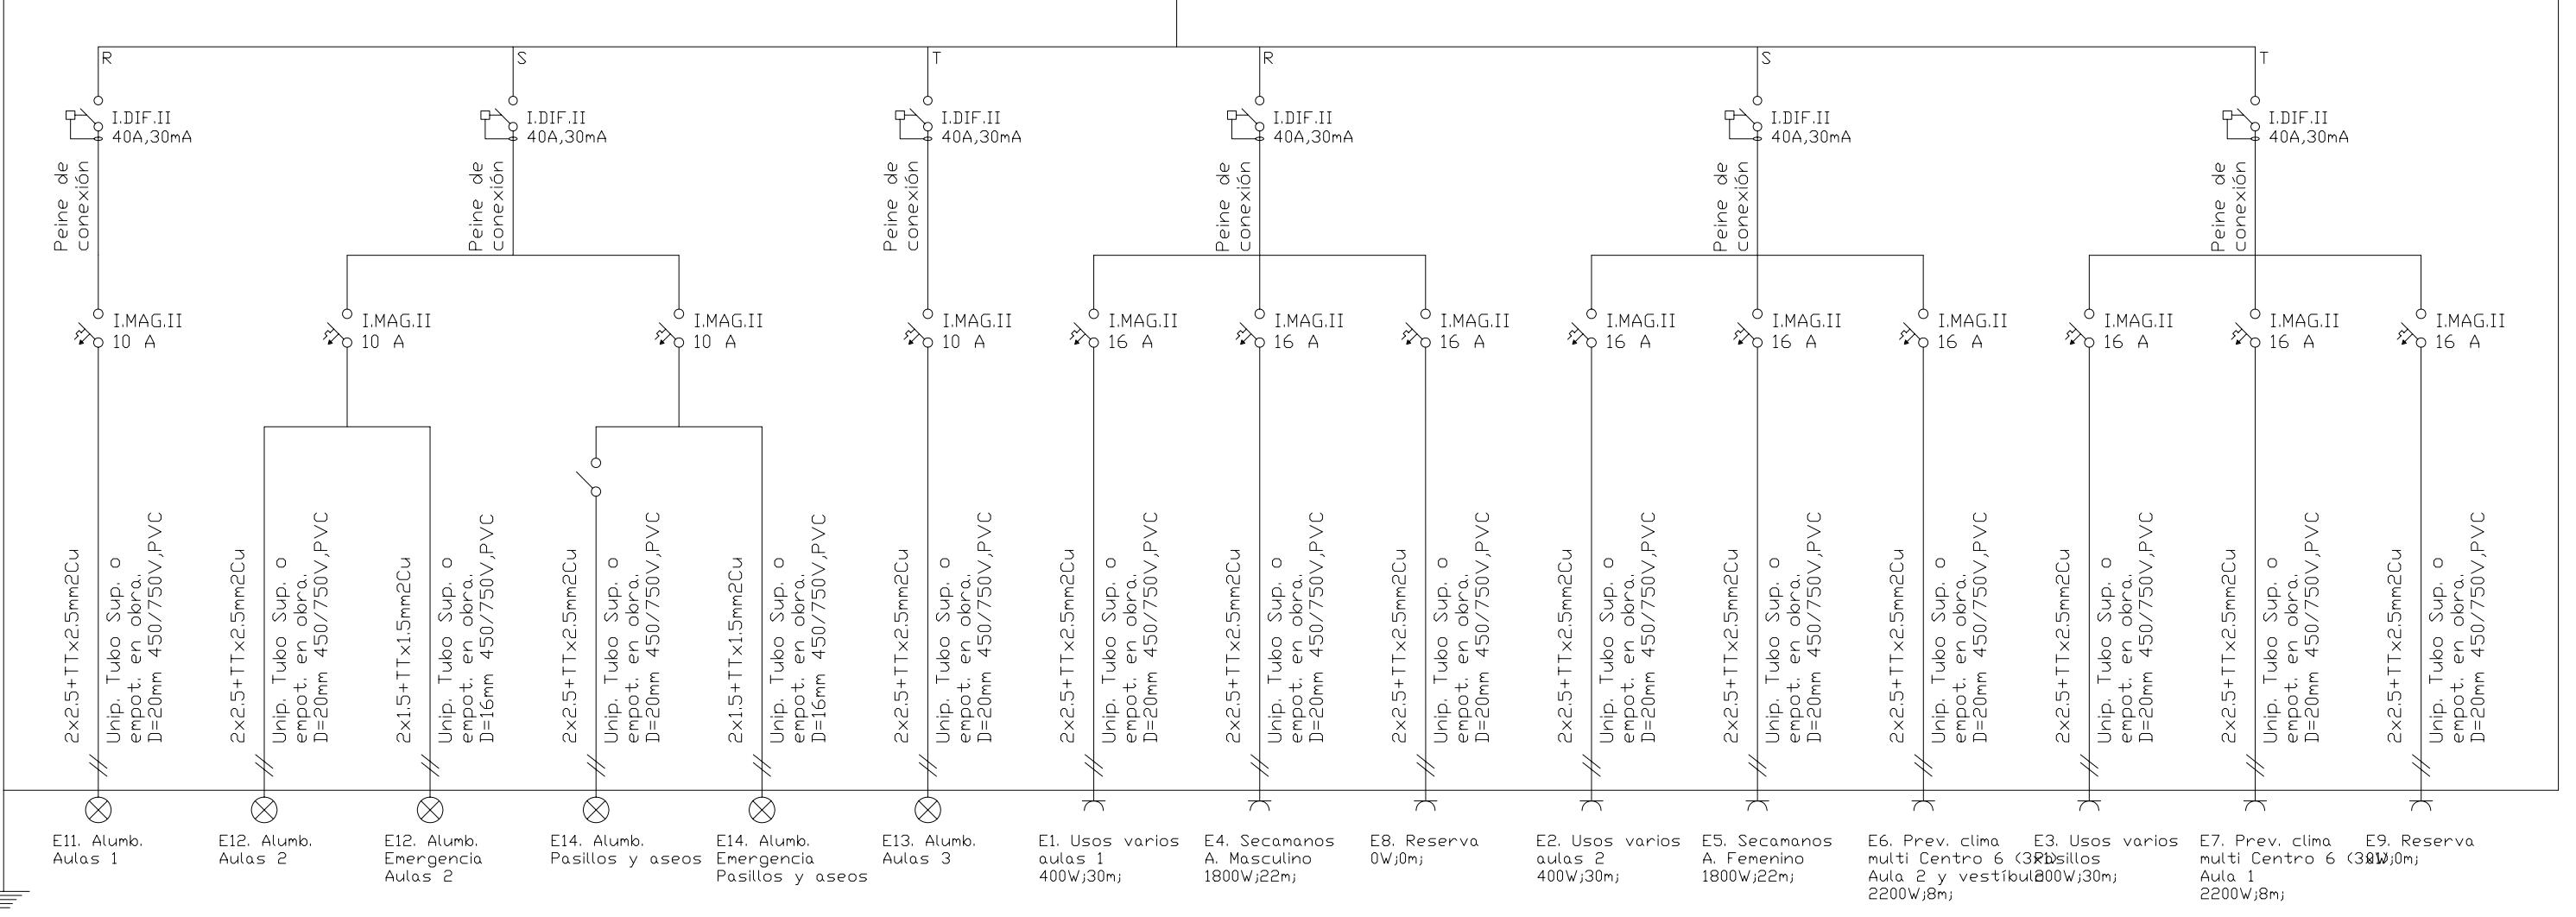 R
S
T
R
S
T
I.DIF.II
40A,30mA
I.DIF.II
40A,30mA
I.DIF.II
40A,30mA
I.DIF.II
40A,30mA
I.DIF.II
40A,30mA
I.DIF.II
40A,30mA
Peine de
conexión
Peine de
conexión
Peine de
conexión
Peine de
conexión
Peine de
conexión
Peine de
conexión
I.MAG.II
10 A
I.MAG.II
10 A
I.MAG.II
10 A
I.MAG.II
10 A
I.MAG.II
16 A
I.MAG.II
16 A
I.MAG.II
16 A
I.MAG.II
16 A
I.MAG.II
16 A
I.MAG.II
16 A
I.MAG.II
16 A
I.MAG.II
16 A
I.MAG.II
16 A
2x2.5+TTx2.5mm2Cu
Unip. Tubo Sup. o
empot. en obra.
D=20mm 450/750V,PVC
2x2.5+TTx2.5mm2Cu
Unip. Tubo Sup. o
empot. en obra.
D=20mm 450/750V,PVC
2x1.5+TTx1.5mm2Cu
Unip. Tubo Sup. o
empot. en obra.
D=16mm 450/750V,PVC
2x2.5+TTx2.5mm2Cu
Unip. Tubo Sup. o
empot. en obra.
D=20mm 450/750V,PVC
2x1.5+TTx1.5mm2Cu
Unip. Tubo Sup. o
empot. en obra.
D=16mm 450/750V,PVC
2x2.5+TTx2.5mm2Cu
Unip. Tubo Sup. o
empot. en obra.
D=20mm 450/750V,PVC
2x2.5+TTx2.5mm2Cu
Unip. Tubo Sup. o
empot. en obra.
D=20mm 450/750V,PVC
2x2.5+TTx2.5mm2Cu
Unip. Tubo Sup. o
empot. en obra.
D=20mm 450/750V,PVC
2x2.5+TTx2.5mm2Cu
Unip. Tubo Sup. o
empot. en obra.
D=20mm 450/750V,PVC
2x2.5+TTx2.5mm2Cu
Unip. Tubo Sup. o
empot. en obra.
D=20mm 450/750V,PVC
2x2.5+TTx2.5mm2Cu
Unip. Tubo Sup. o
empot. en obra.
D=20mm 450/750V,PVC
2x2.5+TTx2.5mm2Cu
Unip. Tubo Sup. o
empot. en obra.
D=20mm 450/750V,PVC
2x2.5+TTx2.5mm2Cu
Unip. Tubo Sup. o
empot. en obra.
D=20mm 450/750V,PVC
2x2.5+TTx2.5mm2Cu
Unip. Tubo Sup. o
empot. en obra.
D=20mm 450/750V,PVC
2x2.5+TTx2.5mm2Cu
Unip. Tubo Sup. o
empot. en obra.
D=20mm 450/750V,PVC
E11. Alumb.
Aulas 1
E12. Alumb.
Aulas 2
E12. Alumb.
Emergencia
Aulas 2
E14. Alumb.
Pasillos y aseos
E14. Alumb.
Emergencia
Pasillos y aseos
E13. Alumb.
Aulas 3
E1. Usos varios
aulas 1
400W;30m;
E4. Secamanos
A. Masculino
1800W;22m;
E8. Reserva
0W;0m;
E2. Usos varios
aulas 2
400W;30m;
E5. Secamanos
A. Femenino
1800W;22m;
E6. Prev. clima
multi Centro 6 (3x1)
Aula 2 y vestíbulo
2200W;8m;
E3. Usos varios
Pasillos
200W;30m;
E7. Prev. clima
multi Centro 6 (3x1)
Aula 1
2200W;8m;
E9. Reserva
0W;0m;